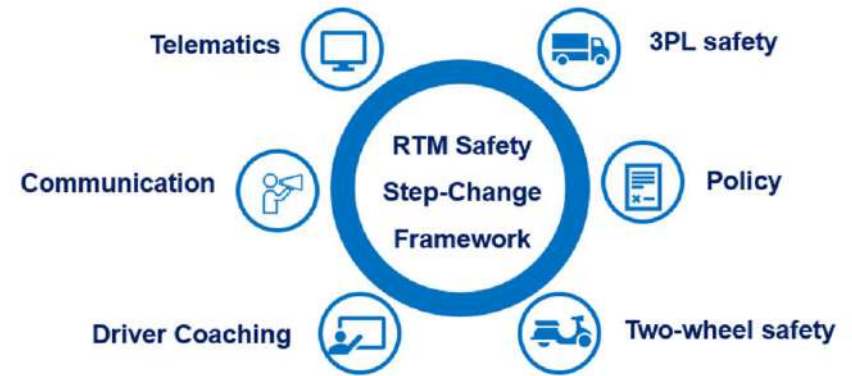 Telematics
3PL safety
RTM Safety
Step-Change
Framework
Communication
Policy
Driver Coaching
Two-wheel safety